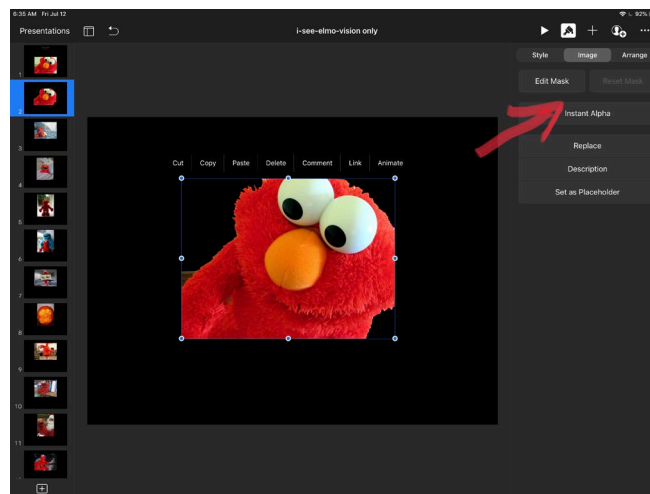 6:35 AM Fri Jul 12
92%
Presentations
i-see-elmo-vision only
Style Image Arrange
Edit Mask Reset Mask
Instant Alpha
Replace
Description
Set as Placeholder
Cut Copy Paste Delete Comment Link Animate
1
2
3
4
5
6
7
8
9
10
11